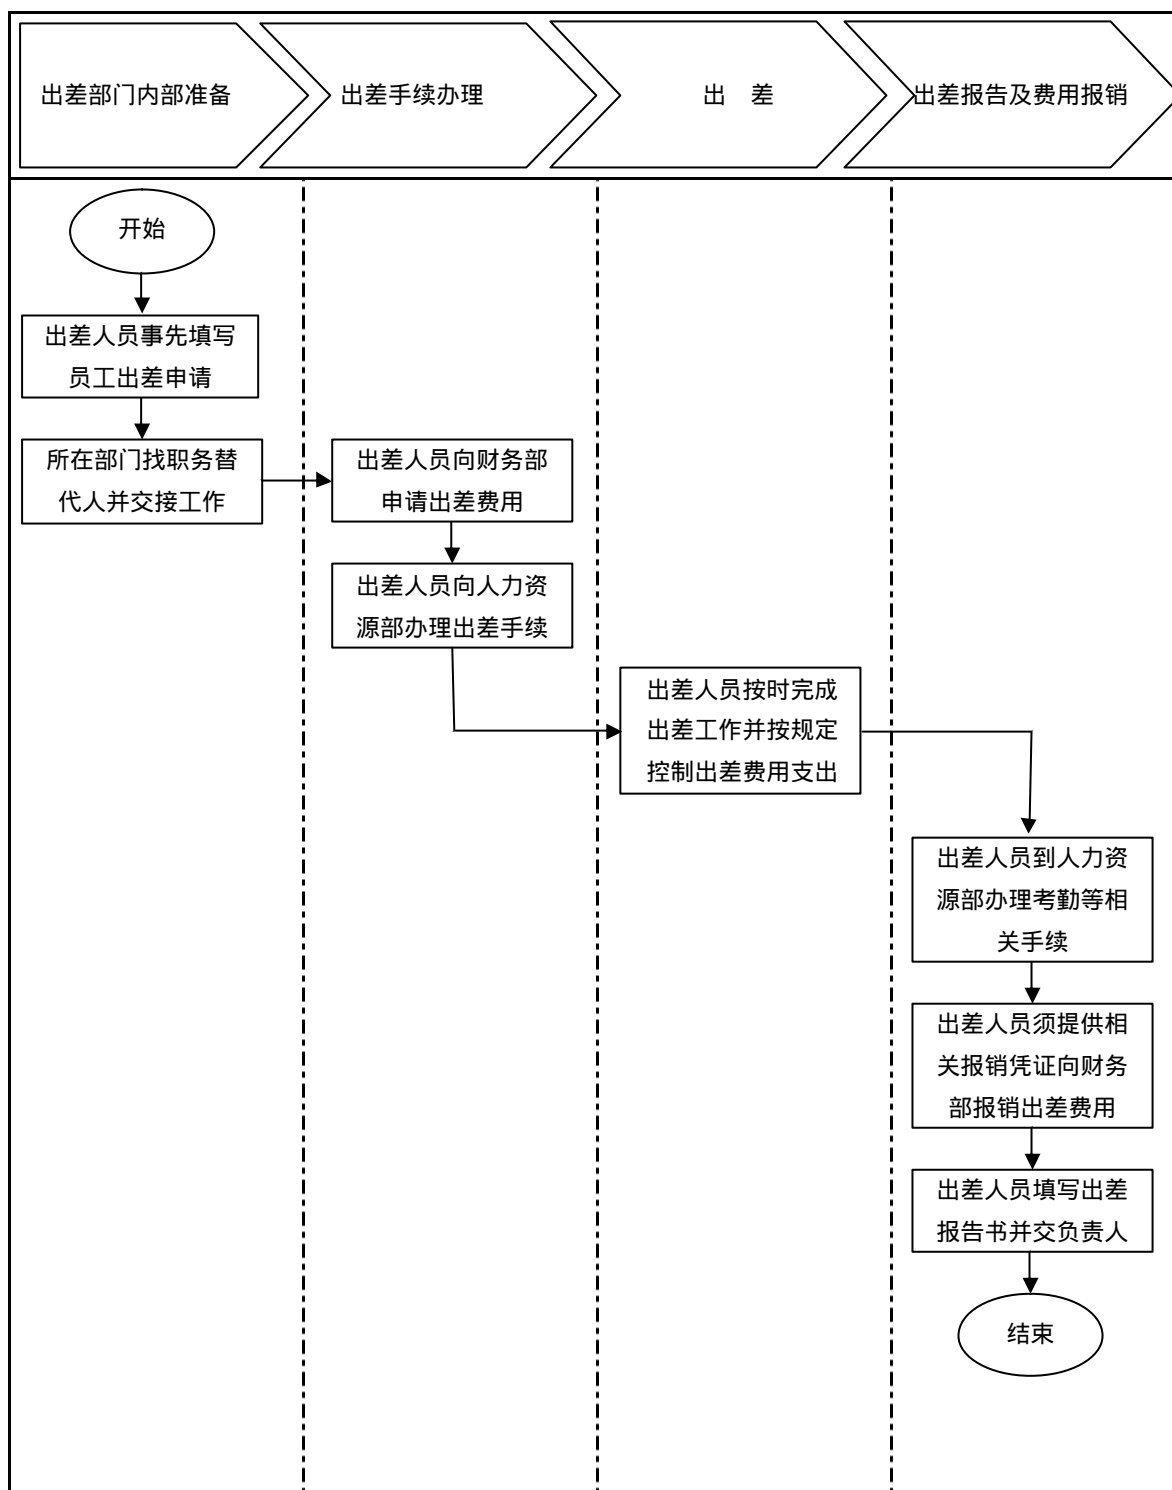 出差部门内部准备
出差手续办理
出 差
出差报告及费用报销
开始
出差人员事先填写
员工出差申请
所在部门找职务替
代人并交接工作
出差人员向财务部
申请出差费用
出差人员向人力资
源部办理出差手续
出差人员按时完成
出差工作并按规定
控制出差费用支出
出差人员到人力资
源部办理考勤等相
关手续
出差人员须提供相
关报销凭证向财务
部报销出差费用
出差人员填写出差
报告书并交负责人
结束